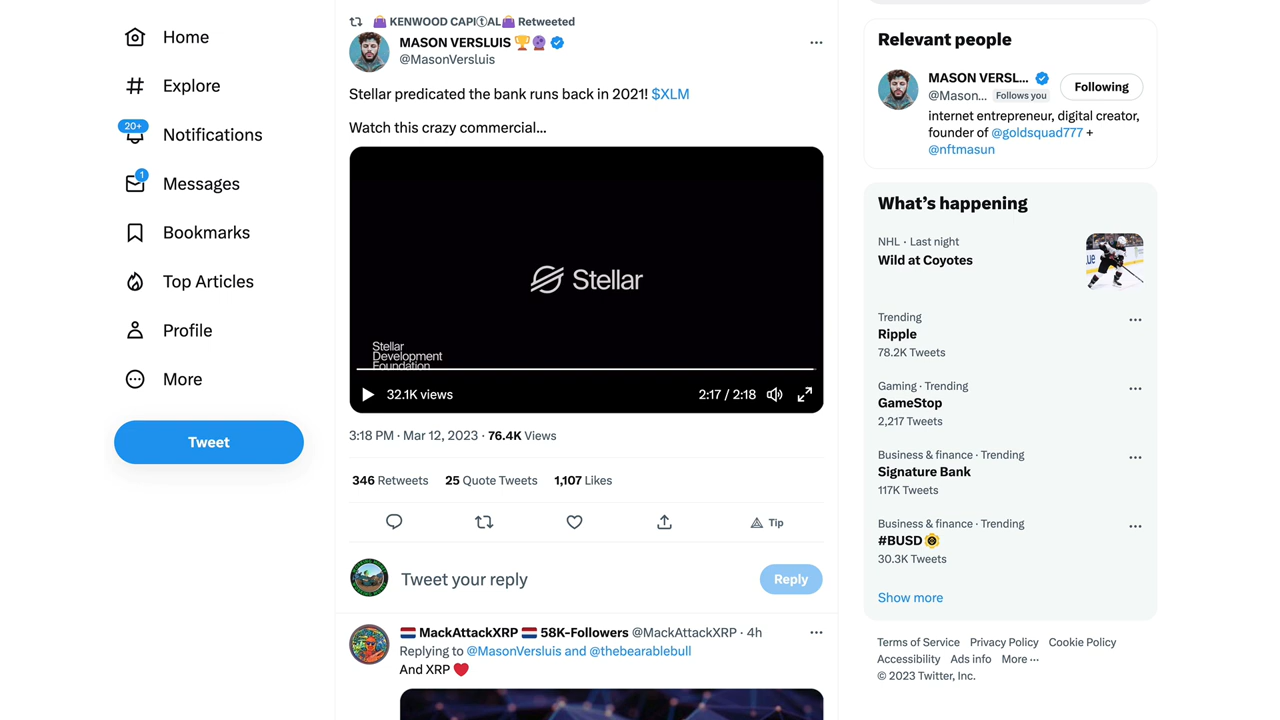 Home
Explore
20+
Notifications
1
Messages
Bookmarks
Top Articles
Profile
More
Tweet
KENWOOD CAPIⓣAL👜 Retweeted
MASON VERSLUIS 🏆🔮
@MasonVersluis
Stellar predicated the bank runs back in 2021! $XLM
Watch this crazy commercial...
Stellar
Stellar
Development
Foundation
32.1K views
2:17 / 2:18
3:18 PM · Mar 12, 2023 · 76.4K Views
346 Retweets 25 Quote Tweets 1,107 Likes
Tip
Tweet your reply
Reply
MackAttackXRP 58K-Followers @MackAttackXRP · 4h
Replying to @MasonVersluis and @thebearablebull
And XRP ❤️
Relevant people
MASON VERSL...
@Mason... Follows you
Following
internet entrepreneur, digital creator,
founder of @goldsquad777 +
@nftmasun
What's happening
NHL · Last night
Wild at Coyotes
Trending
Ripple
78.2K Tweets
Gaming · Trending
GameStop
2,217 Tweets
Business & finance · Trending
Signature Bank
117K Tweets
Business & finance · Trending
#BUSD
30.3K Tweets
Show more
Terms of Service Privacy Policy Cookie Policy
Accessibility Ads info More ···
© 2023 Twitter, Inc.